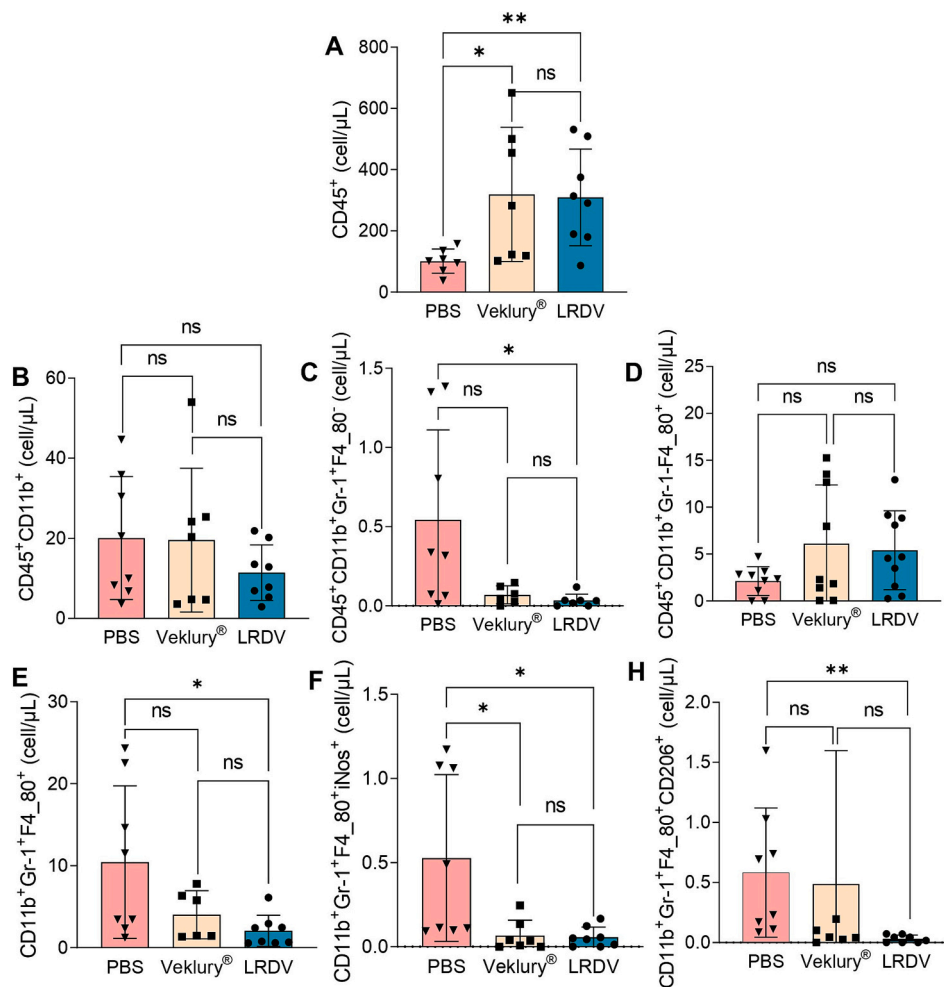 A
**
*
ns
CD45⁺ (cell/μL)
800
600
400
200
0
PBS
Veklury®
LRDV
B
ns
ns
ns
CD45⁺CD11b⁺ (cell/μL)
60
40
20
0
PBS
Veklury®
LRDV
C
*
ns
ns
CD45⁺CD11b⁺Gr-1⁺F4_80⁻ (cell/μL)
1.5
1.0
0.5
0.0
PBS
Veklury®
LRDV
D
ns
ns
ns
CD45⁺CD11b⁺Gr-1-F4_80⁺ (cell/μL)
25
20
15
10
5
0
PBS
Veklury®
LRDV
E
*
ns
ns
CD11b⁺Gr-1⁺F4_80⁺ (cell/μL)
30
20
10
0
PBS
Veklury®
LRDV
F
*
*
ns
CD11b⁺Gr-1⁺F4_80⁺iNos⁺ (cell/μL)
1.5
1.0
0.5
0.0
PBS
Veklury®
LRDV
H
**
ns
ns
CD11b⁺Gr-1⁺F4_80⁺CD206⁺ (cell/μL)
2.0
1.5
1.0
0.5
0.0
PBS
Veklury®
LRDV